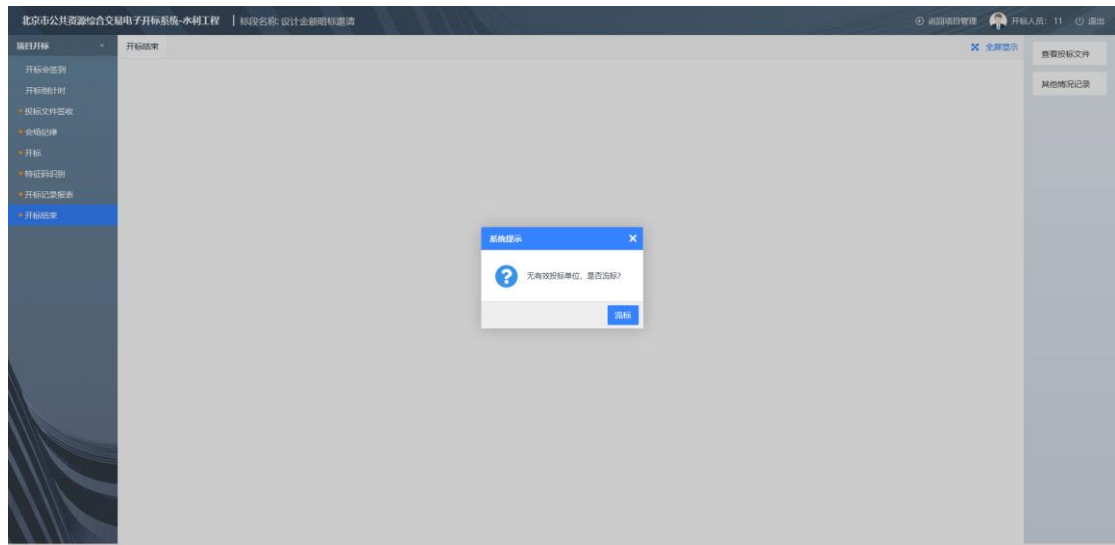 北京市公共资源综合交易电子开标系统-水利工程 | 标段名称: 设计金额暗标邀请
返回项目管理 开标人员: 11 退出
项目开标
开标结果
全屏显示
查看投标文件
开标会签到
其他情况记录
开标倒计时
投标文件签收
会场纪律
开标
特征码识别
开标记录报表
开标结果
系统提示
无有效投标单位, 是否流标?
流标